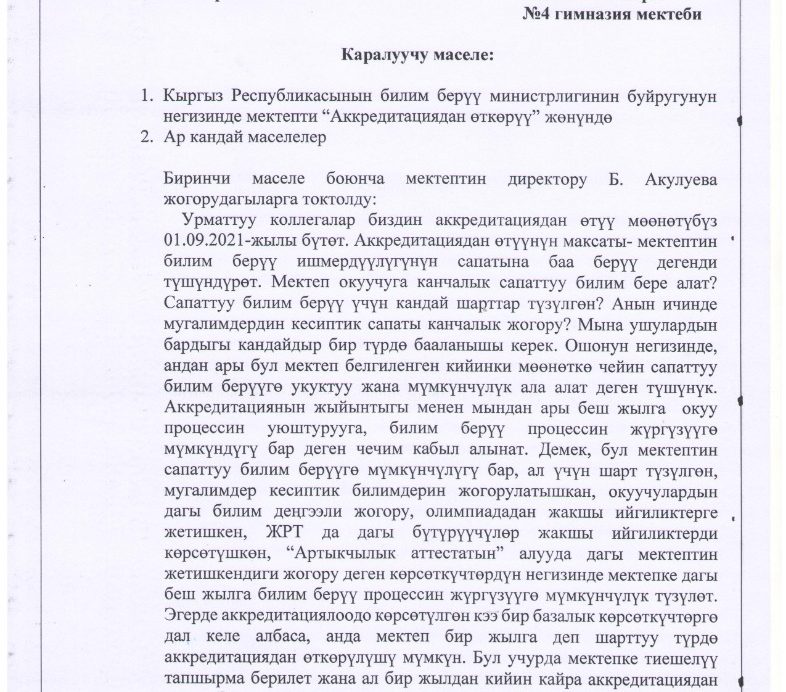 №4 гимназия мектеби
Каралуучу маселе:
1. Кыргыз Республикасынын билим берүү министрлигинин буйругунун
негизинде мектепти “Аккредитациядан өткөрүү” жөнүндө
2. Ар кандай маселелер
Биринчи маселе боюнча мектептин директору Б. Акулуева
жогорудагыларга токтолду:
Урматтуу коллегалар биздин аккредитациядан өтүү мөөнөтүбүз
01.09.2021-жылы бүтөт. Аккредитациядан өтүүнүн максаты- мектептин
билим берүү ишмердүүлүгүнүн сапатына баа берүү дегенди
түшүндүрөт. Мектеп окуучуга канчалык сапаттуу билим бере алат?
Сапаттуу билим берүү үчүн кандай шарттар түзүлгөн? Анын ичинде
мугалимдердин кесиптик сапаты канчалык жогору? Мына ушулардын
бардыгы кандайдыр бир түрдө бааланышы керек. Ошонун негизинде,
андан ары бул мектеп белгиленген кийинки мөөнөткө чейин сапаттуу
билим берүүгө укуктуу жана мүмкүнчүлүк ала алат деген түшүнүк.
Аккредитациянын жыйынтыгы менен мындан ары беш жылга окуу
процессин уюштурууга, билим берүү процессин жүргүзүүгө
мүмкүндүгү бар деген чечим кабыл алынат. Демек, бул мектептин
сапаттуу билим берүүгө мүмкүнчүлүгү бар, ал үчүн шарт түзүлгөн,
мугалимдер кесиптик билимдерин жогорулатышкан, окуучулардын
дагы билим деңгээли жогору, олимпиададан жакшы ийгиликтерге
жетишкен, ЖРТ да дагы бүтүрүүчүлөр жакшы ийгиликтерди
көрсөтүшкөн, “Артыкчылык аттестатын” алууда дагы мектептин
жетишкендиги жогору деген көрсөткүчтөрдүн негизинде мектепке дагы
беш жылга билим берүү процессин жүргүзүүгө мүмкүнчүлүк түзүлөт.
Эгерде аккредитациялоодо көрсөтүлгөн кээ бир базалык көрсөткүчтөргө
дал келе албаса, анда мектеп бир жылга деп шарттуу түрдө
аккредитациядан өткөрүлүшү мүмкүн. Бул учурда мектепке тиешелүү
тапшырма берилет жана ал бир жылдан кийин кайра аккредитациядан